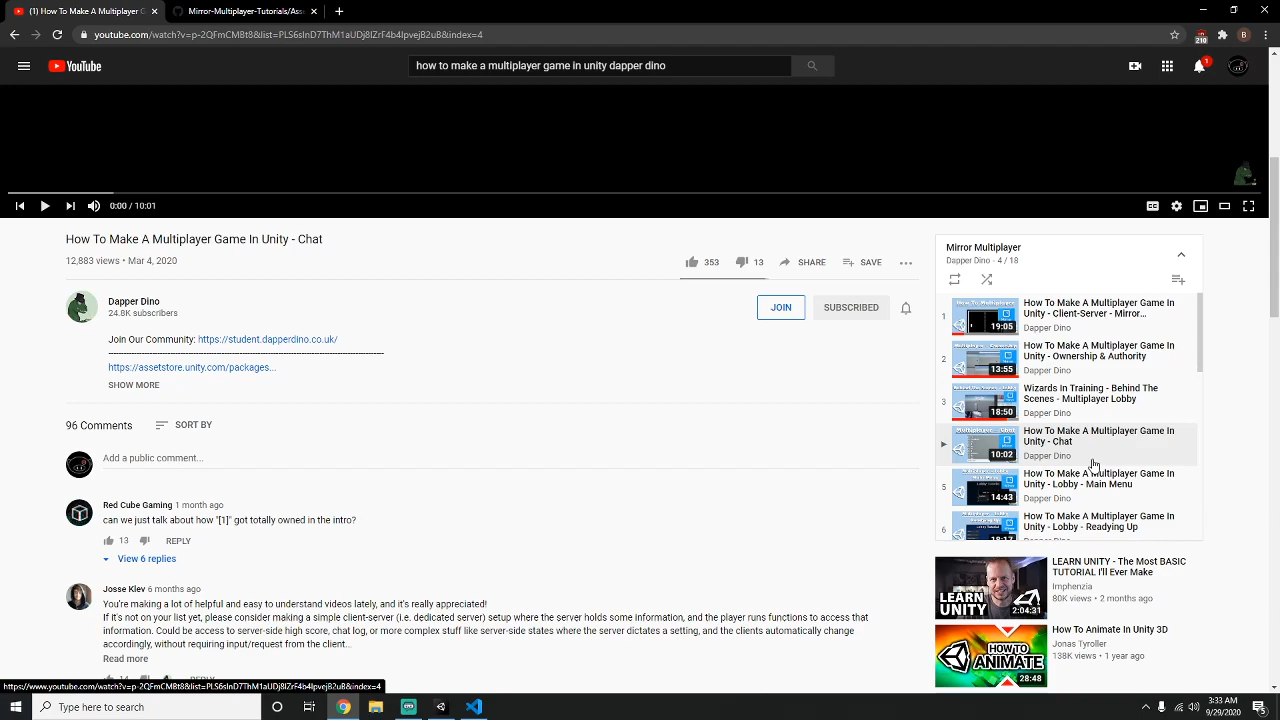 (1) How To Make A Multiplayer G
Mirror-Multiplayer-Tutorials/Ass
youtube.com/watch?v=p-2QFmCMBt8&list=PLS6sInD7ThM1aUDj8lZrF4b4lpvejB2uB&index=4
210
B
YouTube
how to make a multiplayer game in unity dapper dino
1
0:00 / 10:01
CC
How To Make A Multiplayer Game In Unity - Chat
12,883 views • Mar 4, 2020
353
13
SHARE
SAVE
Dapper Dino
24.8K subscribers
JOIN
SUBSCRIBED
Join Our Community: https://student.dapperdino.co.uk/
https://assetstore.unity.com/packages...
SHOW MORE
96 Comments
SORT BY
Add a public comment...
Red Cube Gaming 1 month ago
can we just talk about how "[1]" got totally owned in the intro?
13
REPLY
View 6 replies
Josse Klev 6 months ago
You're making a lot of helpful and easy to understand videos lately, and it's really appreciated!
If it's not on your list yet, please consider making a simple client-server (i.e. dedicated server) setup where the server holds some information, and the player runs functions to access that
information. Could be access to server-side high score, chat log, or more complex stuff like server-side states where the server dictates a setting, and the clients automatically change
accordingly, without requiring input/request from the client...
Read more
14
REPLY
https://www.youtube.com/watch?v=p-2QFmCMBt8&list=PLS6sInD7ThM1aUDj8lZrF4b4lpvejB2uB&index=4
Mirror Multiplayer
Dapper Dino - 4 / 18
1
19:05
How To Make A Multiplayer Game In
Unity - Client-Server - Mirror...
Dapper Dino
2
13:55
How To Make A Multiplayer Game In
Unity - Ownership & Authority
Dapper Dino
3
18:50
Wizards In Training - Behind The
Scenes - Multiplayer Lobby
Dapper Dino
10:02
How To Make A Multiplayer Game In
Unity - Chat
Dapper Dino
5
14:43
How To Make A Multiplayer Game In
Unity - Lobby - Main Menu
Dapper Dino
6
18:17
How To Make A Multiplayer Game In
Unity - Lobby - Readying Up
Dapper Dino
LEARN
UNITY
2:04:31
LEARN UNITY - The Most BASIC
TUTORIAL I'll Ever Make
Imphenzia
80K views • 2 months ago
HOW TO
ANIMATE
28:48
How To Animate In Unity 3D
Jonas Tyroller
138K views • 1 year ago
Type here to search
3:33 AM
9/29/2020